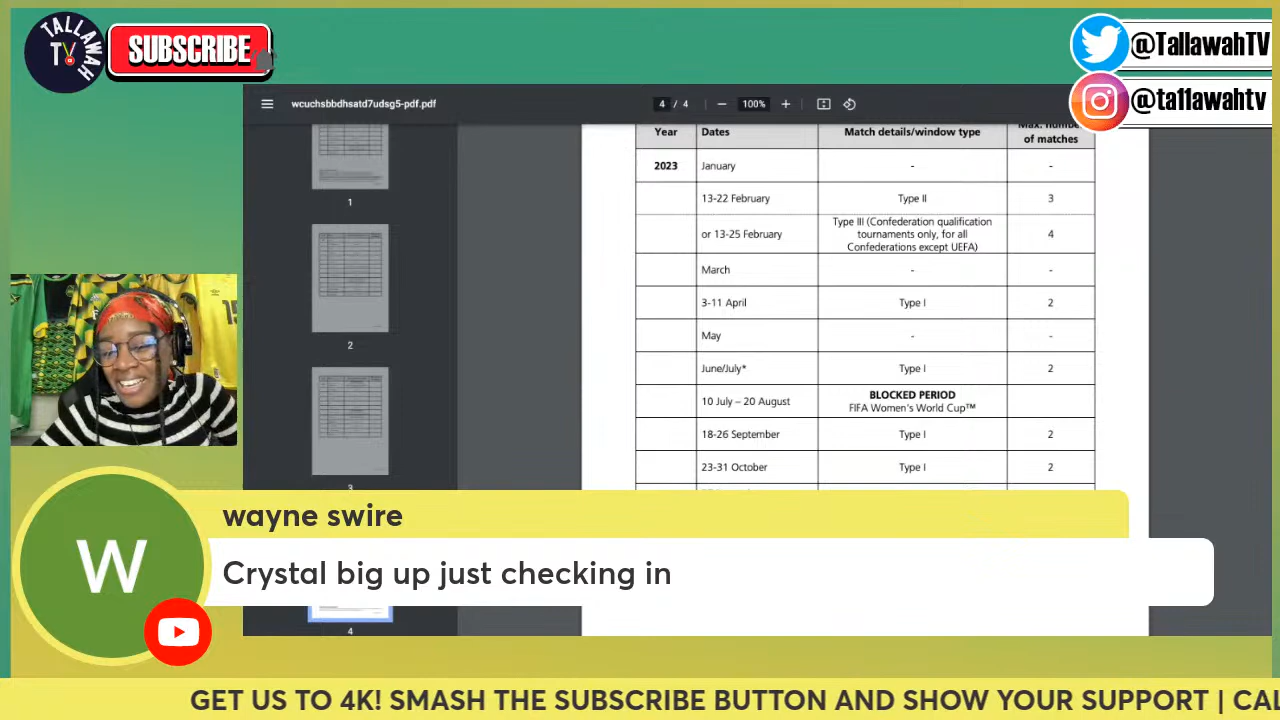 TALLAWAH
TV
SUBSCRIBE
@TallawahTV
@ta11awahtv
wcuchsbbdhsatd7udsg5-pdf.pdf
4 / 4
100%
Year Dates Match details/window type Max. number of matches
2023 January - -
13-22 February Type II 3
or 13-25 February Type III (Confederation qualification tournaments only, for all Confederations except UEFA) 4
March - -
3-11 April Type I 2
May - -
June/July* Type I 2
10 July – 20 August BLOCKED PERIOD FIFA Women's World Cup™
18-26 September Type I 2
23-31 October Type I 2
1
2
3
4
15
W
wayne swire
Crystal big up just checking in
GET US TO 4K! SMASH THE SUBSCRIBE BUTTON AND SHOW YOUR SUPPORT | CAL